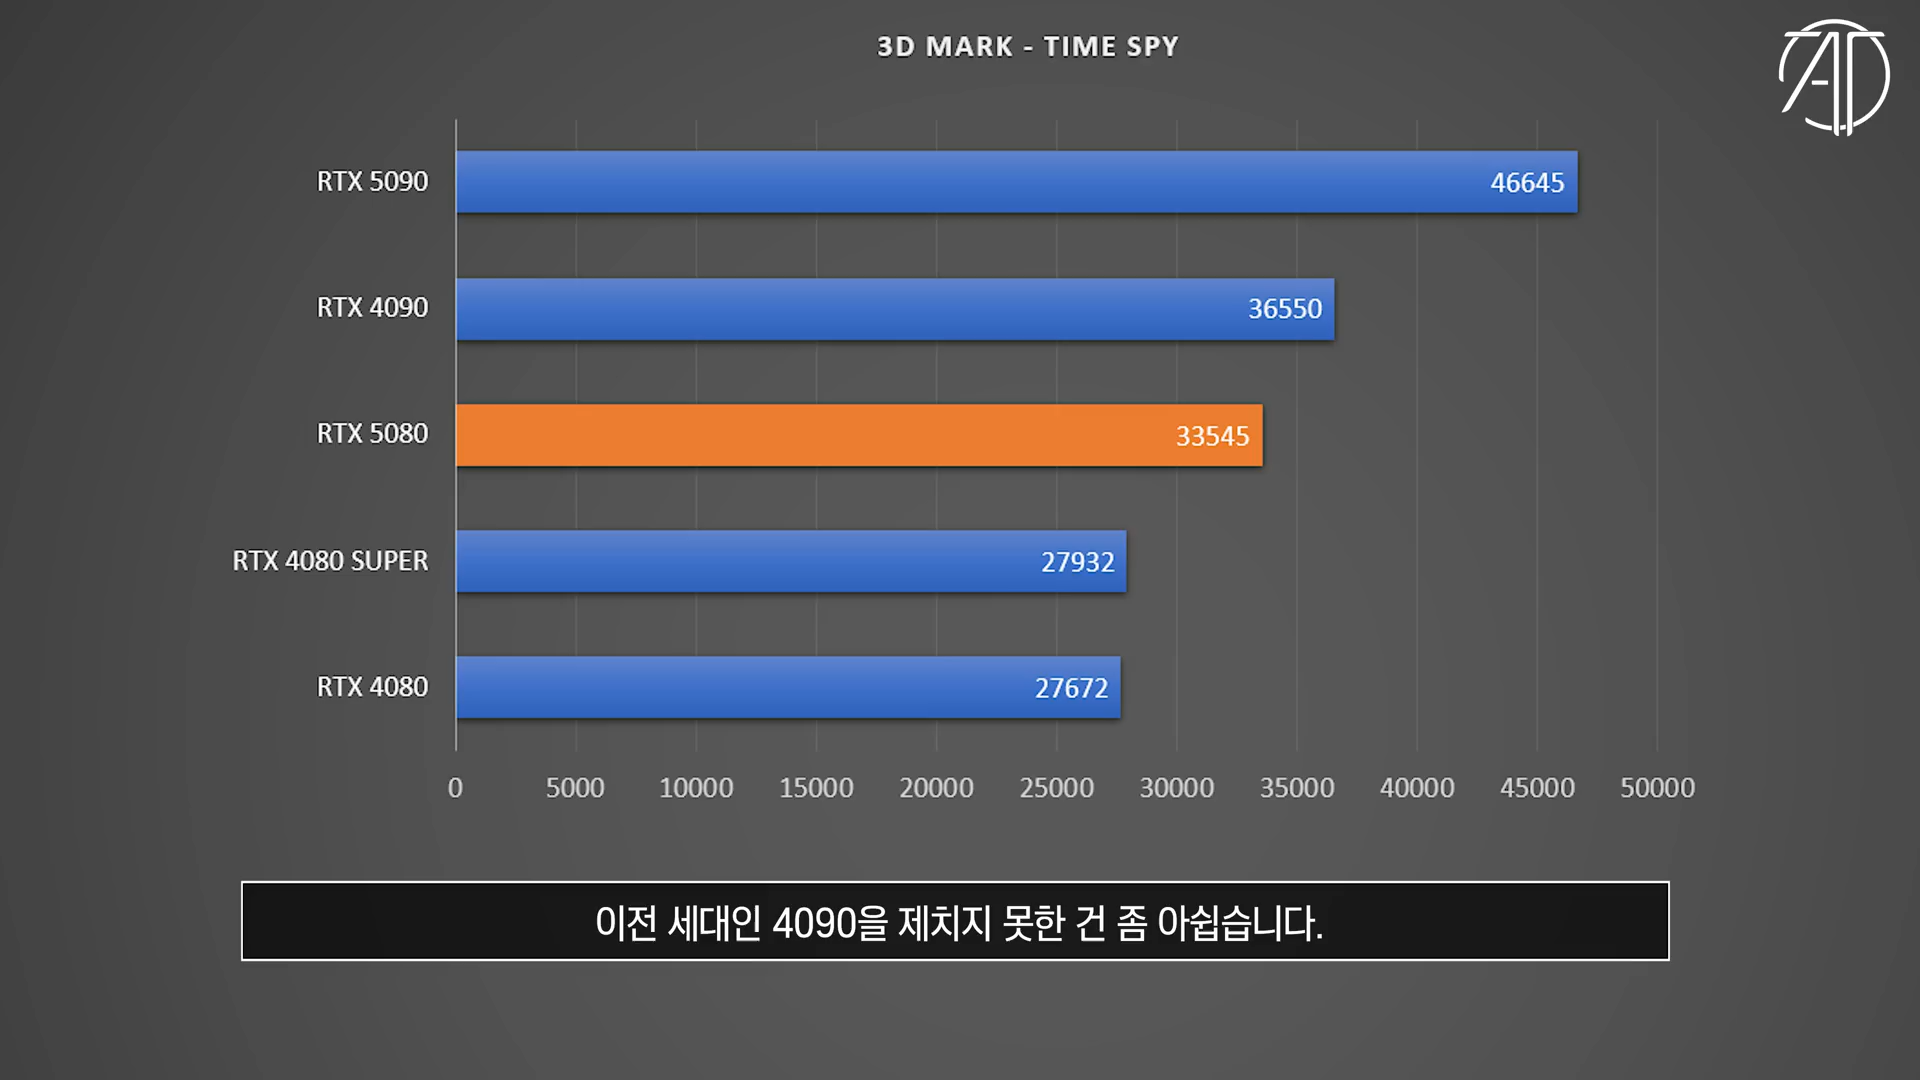 3D MARK - TIME SPY
RTX 5090
46645
RTX 4090
36550
RTX 5080
33545
RTX 4080 SUPER
27932
RTX 4080
27672
0 5000 10000 15000 20000 25000 30000 35000 40000 45000 50000
이전 세대인 4090을 제치지 못한 건 좀 아쉽습니다.